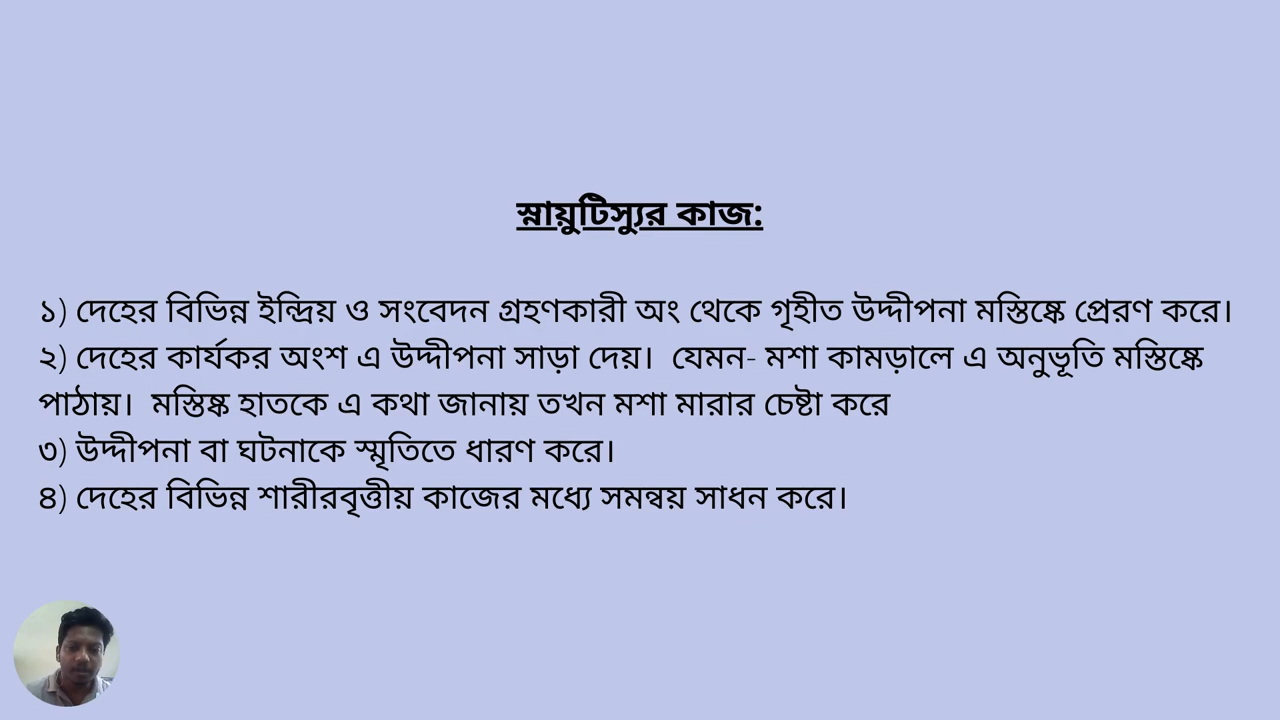 স্নায়ুটিস্যুর কাজ:
১) দেহের বিভিন্ন ইন্দ্রিয় ও সংবেদন গ্রহণকারী অং থেকে গৃহীত উদ্দীপনা মস্তিষ্কে প্রেরণ করে।
২) দেহের কার্যকর অংশ এ উদ্দীপনা সাড়া দেয়। যেমন- মশা কামড়ালে এ অনুভূতি মস্তিষ্কে
পাঠায়। মস্তিষ্ক হাতকে এ কথা জানায় তখন মশা মারার চেষ্টা করে
৩) উদ্দীপনা বা ঘটনাকে স্মৃতিতে ধারণ করে।
৪) দেহের বিভিন্ন শারীরবৃত্তীয় কাজের মধ্যে সমন্বয় সাধন করে।